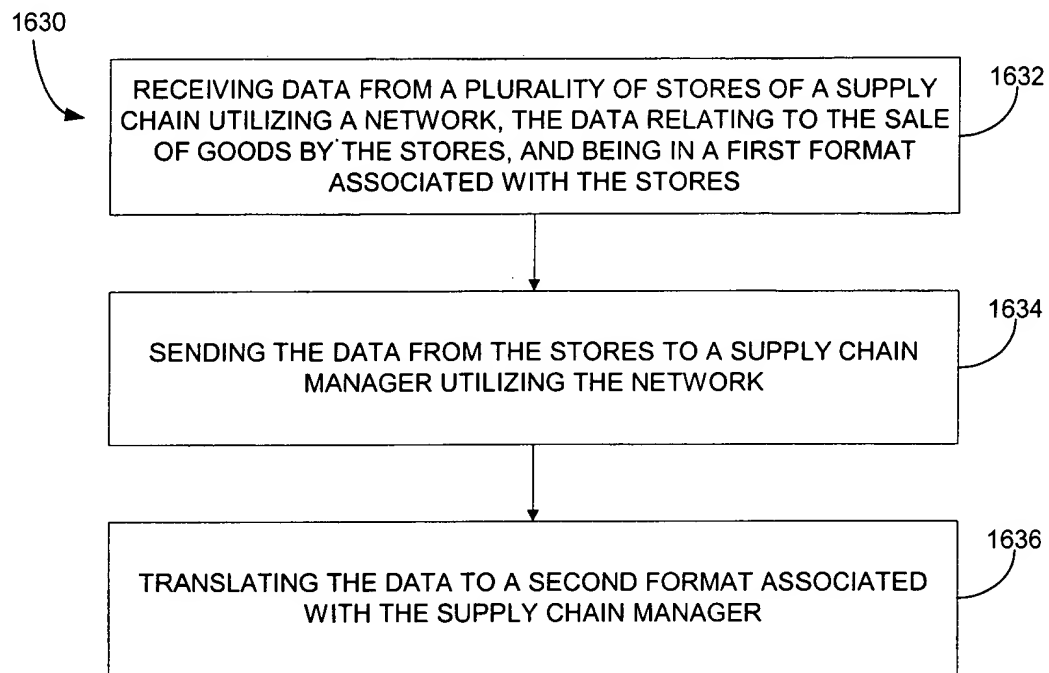 1630
RECEIVING DATA FROM A PLURALITY OF STORES OF A SUPPLY
CHAIN UTILIZING A NETWORK, THE DATA RELATING TO THE SALE
OF GOODS BY THE STORES, AND BEING IN A FIRST FORMAT
ASSOCIATED WITH THE STORES
1632
SENDING THE DATA FROM THE STORES TO A SUPPLY CHAIN
MANAGER UTILIZING THE NETWORK
1634
TRANSLATING THE DATA TO A SECOND FORMAT ASSOCIATED
WITH THE SUPPLY CHAIN MANAGER
1636